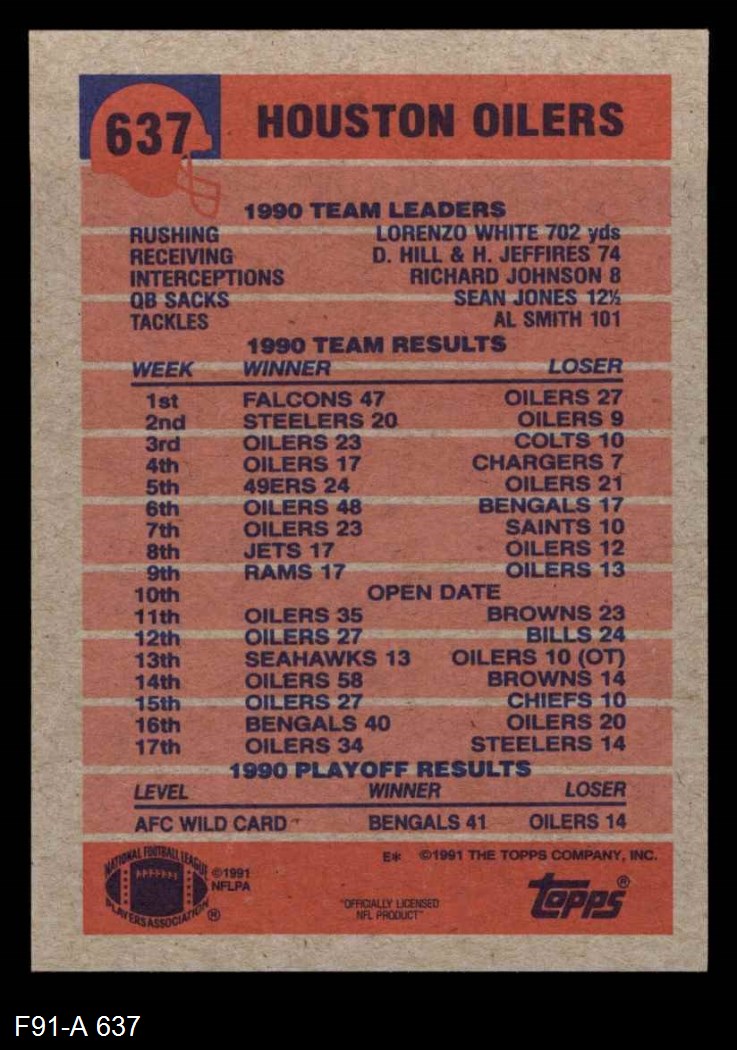 637 HOUSTON OILERS
1990 TEAM LEADERS
RUSHING LORENZO WHITE 702 yds
RECEIVING D. HILL & H. JEFFIRES 74
INTERCEPTIONS RICHARD JOHNSON 8
QB SACKS SEAN JONES 12½
TACKLES AL SMITH 101
1990 TEAM RESULTS
WEEK WINNER LOSER
1st FALCONS 47 OILERS 27
2nd STEELERS 20 OILERS 9
3rd OILERS 23 COLTS 10
4th OILERS 17 CHARGERS 7
5th 49ERS 24 OILERS 21
6th OILERS 48 BENGALS 17
7th OILERS 23 SAINTS 10
8th JETS 17 OILERS 12
9th RAMS 17 OILERS 13
10th OPEN DATE
11th OILERS 35 BROWNS 23
12th OILERS 27 BILLS 24
13th SEAHAWKS 13 OILERS 10 (OT)
14th OILERS 58 BROWNS 14
15th OILERS 27 CHIEFS 10
16th BENGALS 40 OILERS 20
17th OILERS 34 STEELERS 14
1990 PLAYOFF RESULTS
LEVEL WINNER LOSER
AFC WILD CARD BENGALS 41 OILERS 14
NATIONAL FOOTBALL LEAGUE
PLAYERS ASSOCIATION ®
©1991
NFLPA
E* ©1991 THE TOPPS COMPANY, INC.
"OFFICIALLY LICENSED
NFL PRODUCT"
topps®
F91-A 637